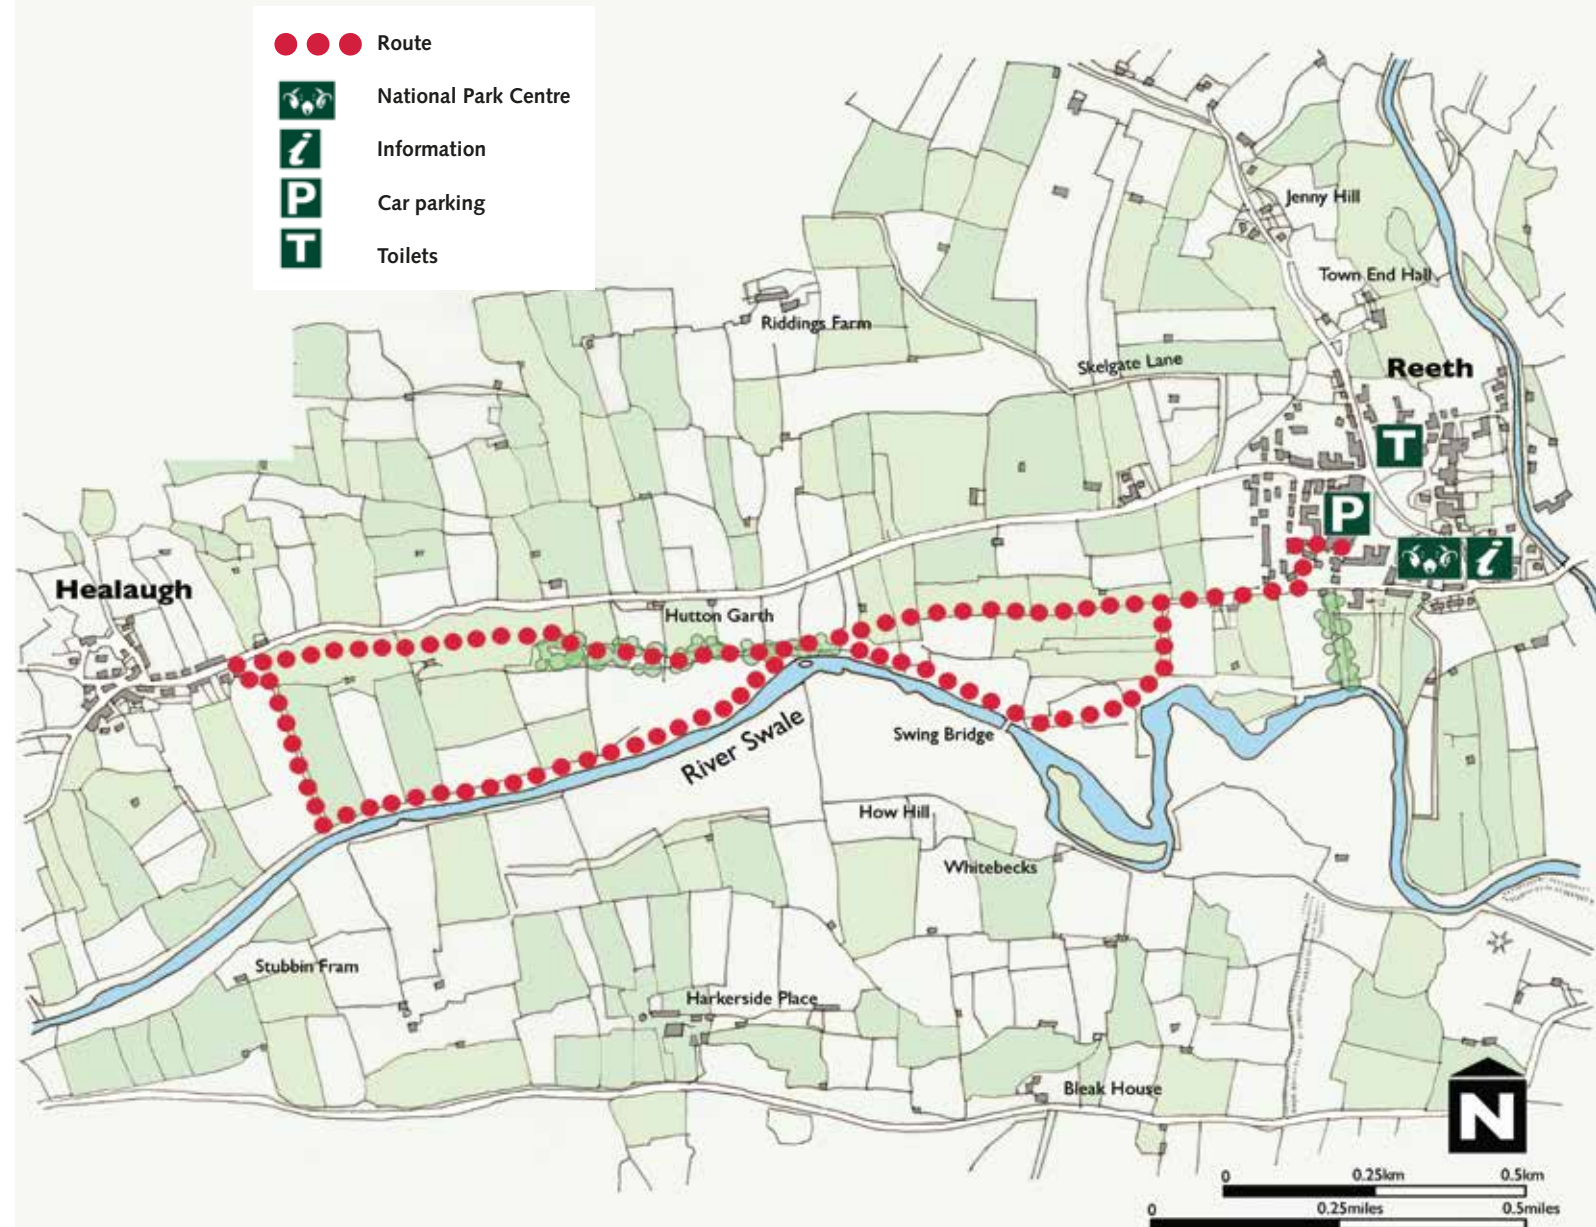 Route
National Park Centre
i
Information
P
Car parking
T
Toilets
Jenny Hill
Town End Hall
Riddings Farm
Skelgate Lane
Reeth
T
P
i
Healaugh
Hutton Garth
River Swale
Swing Bridge
How Hill
Whitebecks
Stubbin Fram
Harkerside Place
Bleak House
N
0 0.25km 0.5km
0 0.25miles 0.5miles